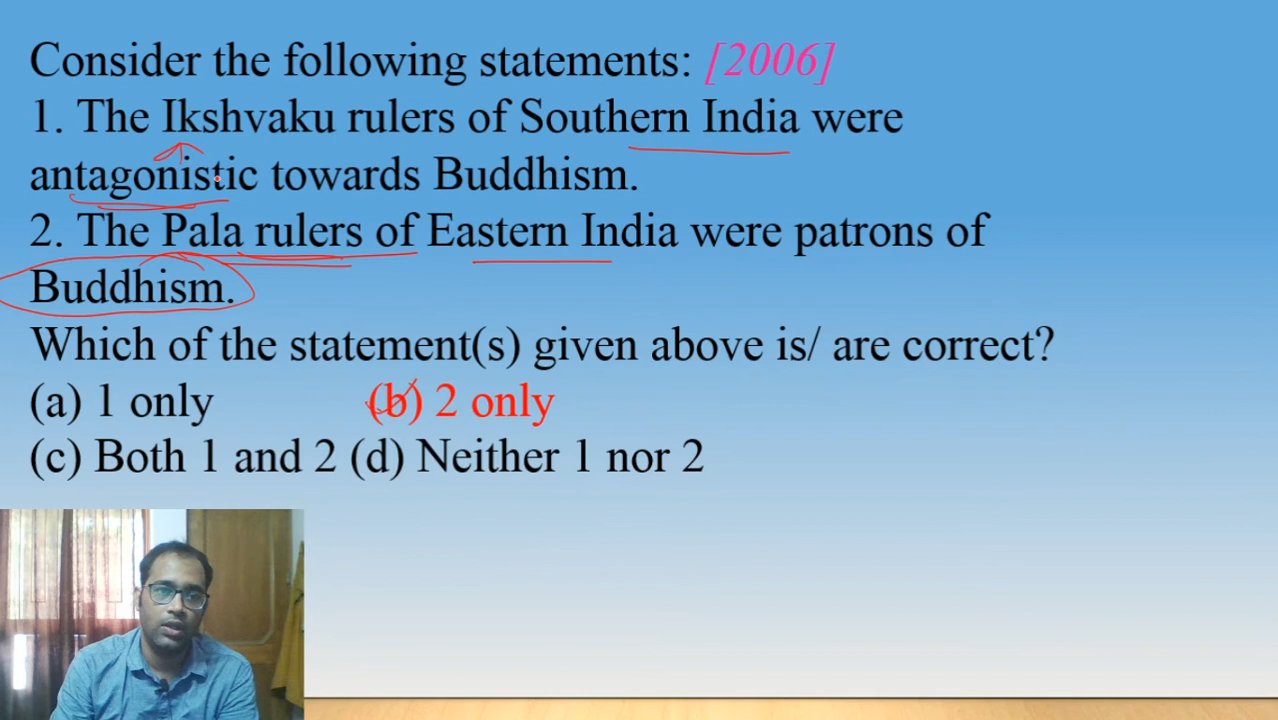 Consider the following statements: [2006]
1. The Ikshvaku rulers of Southern India were
antagonistic towards Buddhism.
2. The Pala rulers of Eastern India were patrons of
Buddhism.
Which of the statement(s) given above is/ are correct?
(a) 1 only (b) 2 only
(c) Both 1 and 2 (d) Neither 1 nor 2